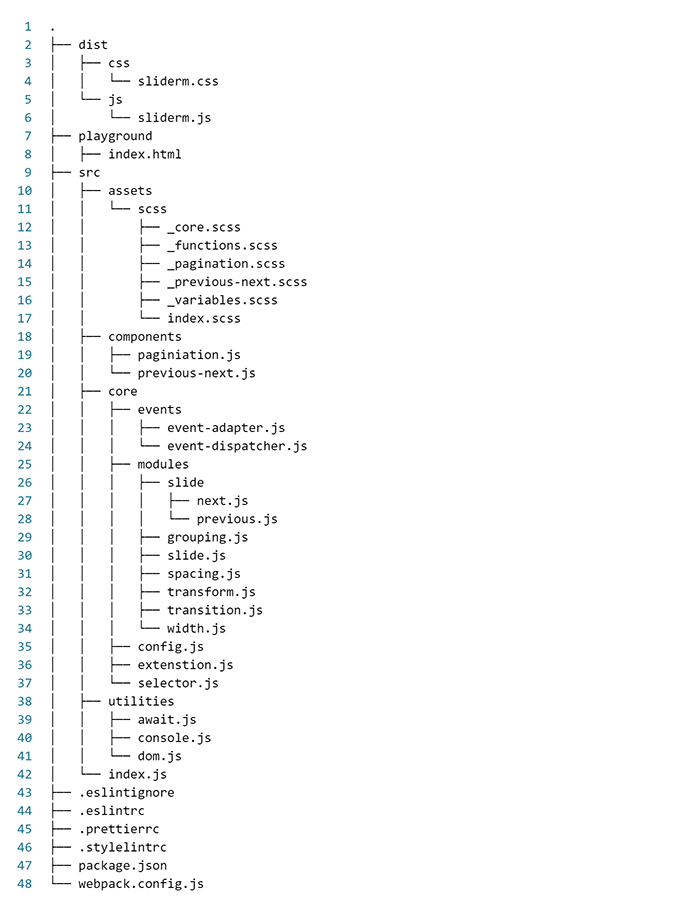 1 .
2 ├── dist
3 │   ├── css
4 │   │   └── sliderm.css
5 │   └── js
6 │       └── sliderm.js
7 ├── playground
8 │   ├── index.html
9 ├── src
10 │   ├── assets
11 │   │   └── scss
12 │   │       ├── _core.scss
13 │   │       ├── _functions.scss
14 │   │       ├── _pagination.scss
15 │   │       ├── _previous-next.scss
16 │   │       ├── _variables.scss
17 │   │       └── index.scss
18 │   ├── components
19 │   │   ├── paginiation.js
20 │   │   └── previous-next.js
21 │   ├── core
22 │   │   ├── events
23 │   │   │   ├── event-adapter.js
24 │   │   │   └── event-dispatcher.js
25 │   │   ├── modules
26 │   │   │   ├── slide
27 │   │   │   │   ├── next.js
28 │   │   │   │   └── previous.js
29 │   │   │   ├── grouping.js
30 │   │   │   ├── slide.js
31 │   │   │   ├── spacing.js
32 │   │   │   ├── transform.js
33 │   │   │   ├── transition.js
34 │   │   │   └── width.js
35 │   │   ├── config.js
36 │   │   ├── extenstion.js
37 │   │   └── selector.js
38 │   ├── utilities
39 │   │   ├── await.js
40 │   │   ├── console.js
41 │   │   └── dom.js
42 │   └── index.js
43 ├── .eslintignore
44 ├── .eslintrc
45 ├── .prettierrc
46 ├── .stylelintrc
47 ├── package.json
48 └── webpack.config.js